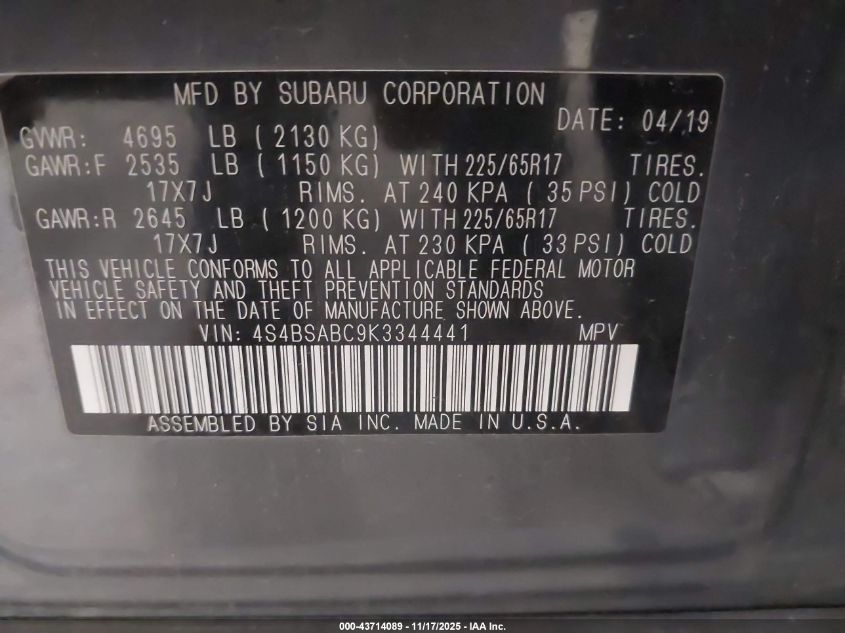 MFD BY SUBARU CORPORATION
DATE: 04/19
GVWR: 4695 LB ( 2130 KG)
GAWR:F 2535 LB ( 1150 KG) WITH 225/65R17 TIRES.
17X7J RIMS. AT 240 KPA ( 35 PSI) COLD
GAWR:R 2645 LB ( 1200 KG) WITH 225/65R17 TIRES.
17X7J RIMS. AT 230 KPA ( 33 PSI) COLD
THIS VEHICLE CONFORMS TO ALL APPLICABLE FEDERAL MOTOR
VEHICLE SAFETY AND THEFT PREVENTION STANDARDS
IN EFFECT ON THE DATE OF MANUFACTURE SHOWN ABOVE.
VIN: 4S4BSABC9K3344441 MPV
ASSEMBLED BY SIA INC. MADE IN U.S.A.
000-43714089 - 11/17/2025 - IAA Inc.